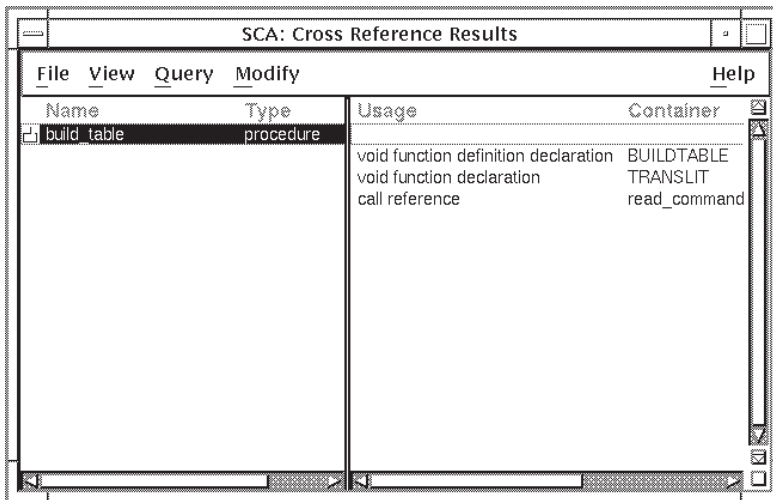 SCA: Cross Reference Results
File View Query Modify Help
Name Type Usage Container
build_table procedure
void function definition declaration BUILDTABLE
void function declaration TRANSLIT
call reference read_command